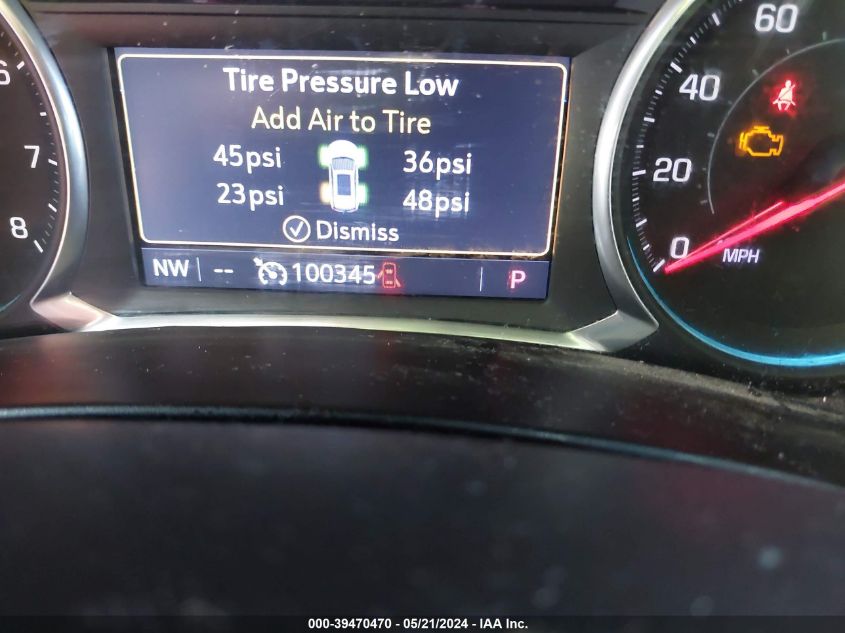 Tire Pressure Low
Add Air to Tire
45psi 36psi
23psi 48psi
Dismiss
NW -- 100345 P
6
7
8
60
40
20
0
MPH
000-39470470 - 05/21/2024 - IAA Inc.